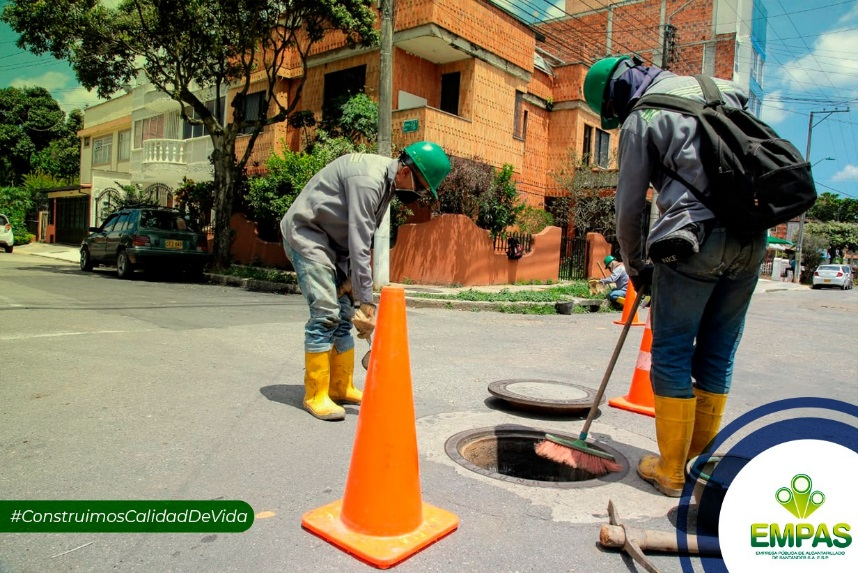 #ConstruimosCalidadDeVida
EMPAS
EMPRESA PÚBLICA DE ALCANTARILLADO
DE SANTANDER S.A. E.S.P.